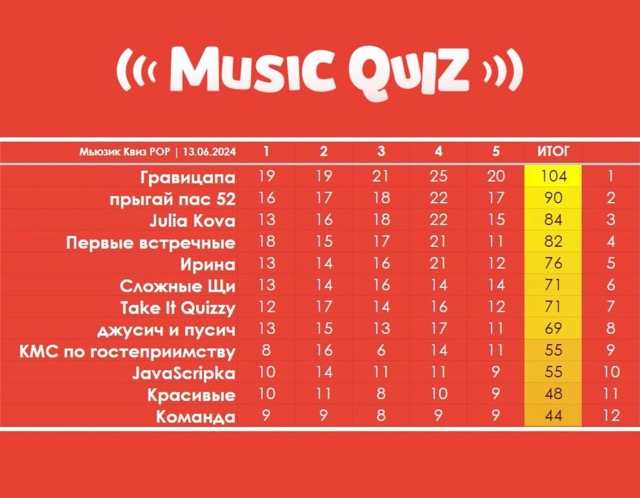 MUSIC QUIZ
Мьюзик Квиз POP | 13.06.2024 1 2 3 4 5 ИТОГ
Гравицапа 19 19 21 25 20 104 1
прыгай пас 52 16 17 18 22 17 90 2
Julia Kova 13 16 18 22 15 84 3
Первые встречные 18 15 17 21 11 82 4
Ирина 13 14 16 21 12 76 5
Сложные Щи 13 14 16 14 14 71 6
Take It Quizzy 12 17 14 16 12 71 7
джусич и пусич 13 15 13 17 11 69 8
КМС по гостеприимству 8 16 6 14 11 55 9
JavaScripka 10 14 11 11 9 55 10
Красивые 10 11 8 10 9 48 11
Команда 9 9 8 9 9 44 12